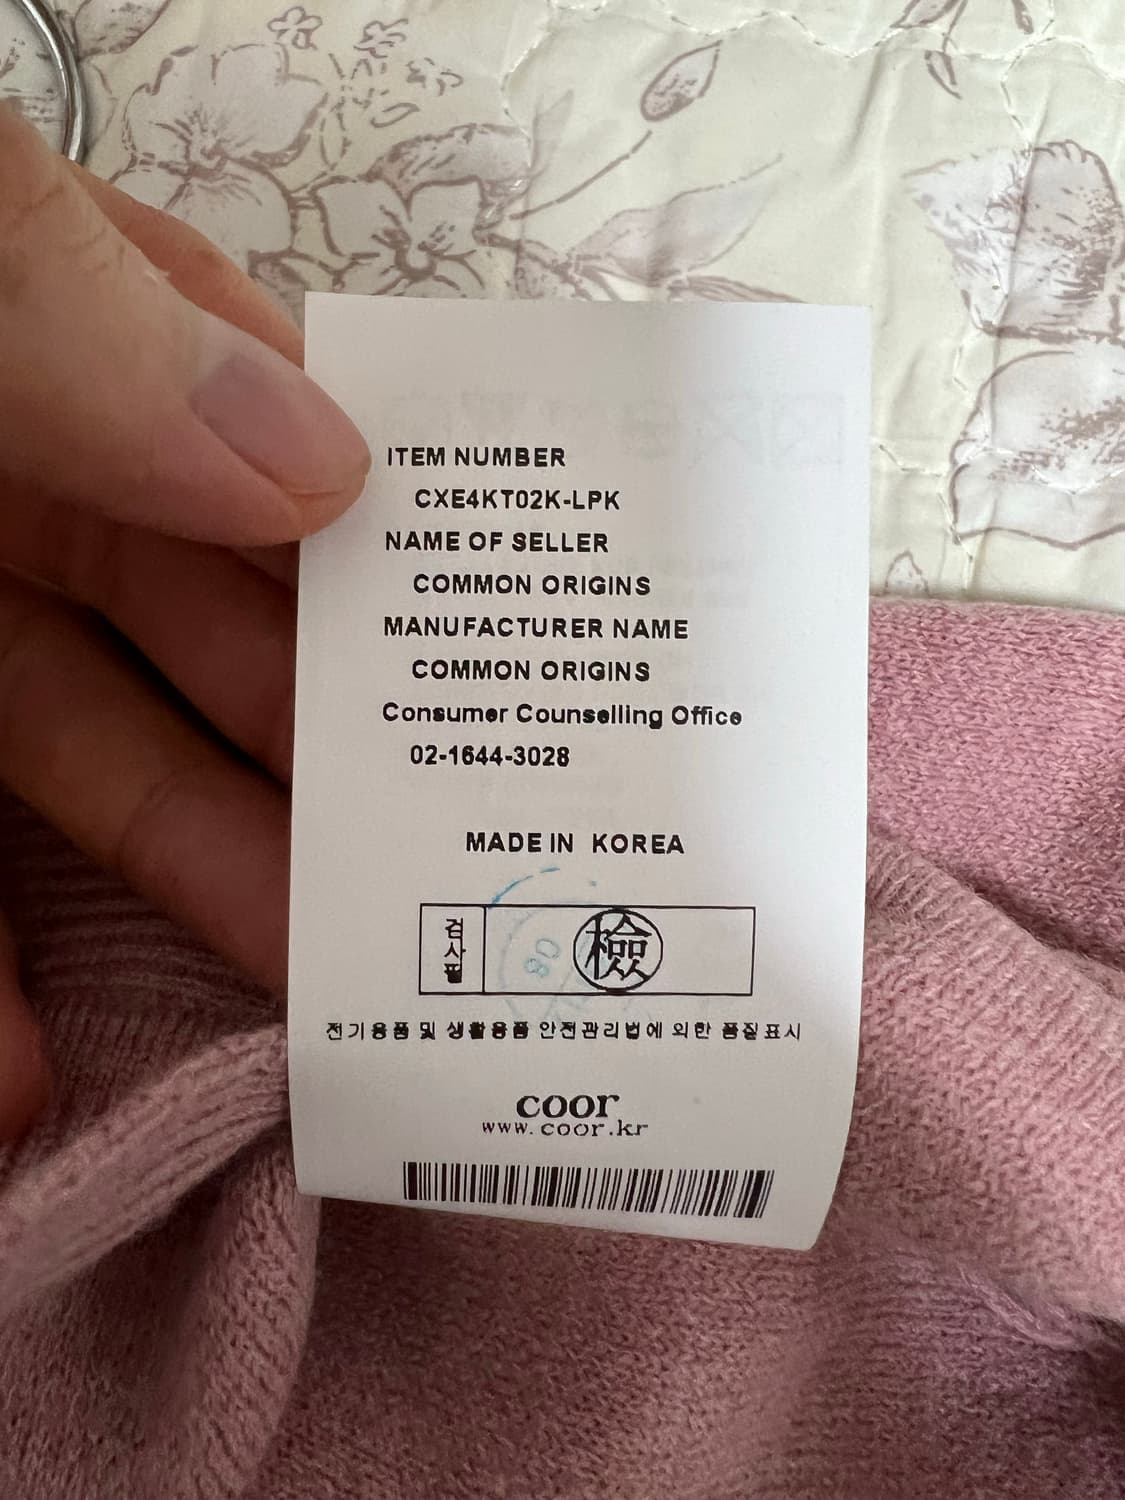 ITEM NUMBER
CXE4KT02K-LPK
NAME OF SELLER
COMMON ORIGINS
MANUFACTURER NAME
COMMON ORIGINS
Consumer Counselling Office
02-1644-3028
MADE IN KOREA
검사필
檢
08
전기용품 및 생활용품 안전관리법에 의한 품질표시
coor
www.coor.kr